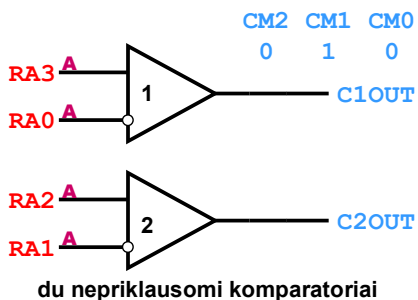 CM2 CM1 CM0
0 1 0
RA3 A 1 C1OUT
RA0 A
RA2 A 2 C2OUT
RA1 A
du nepriklausomi komparatoriai